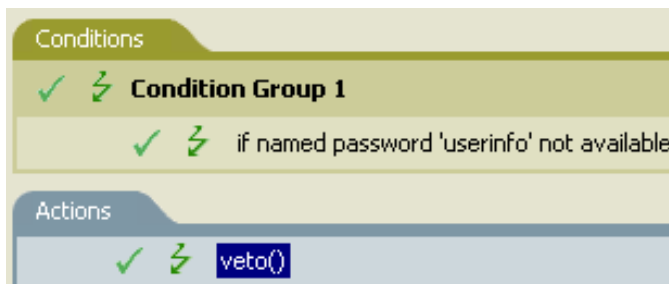 Conditions
Condition Group 1
if named password 'userinfo' not available
Actions
veto()